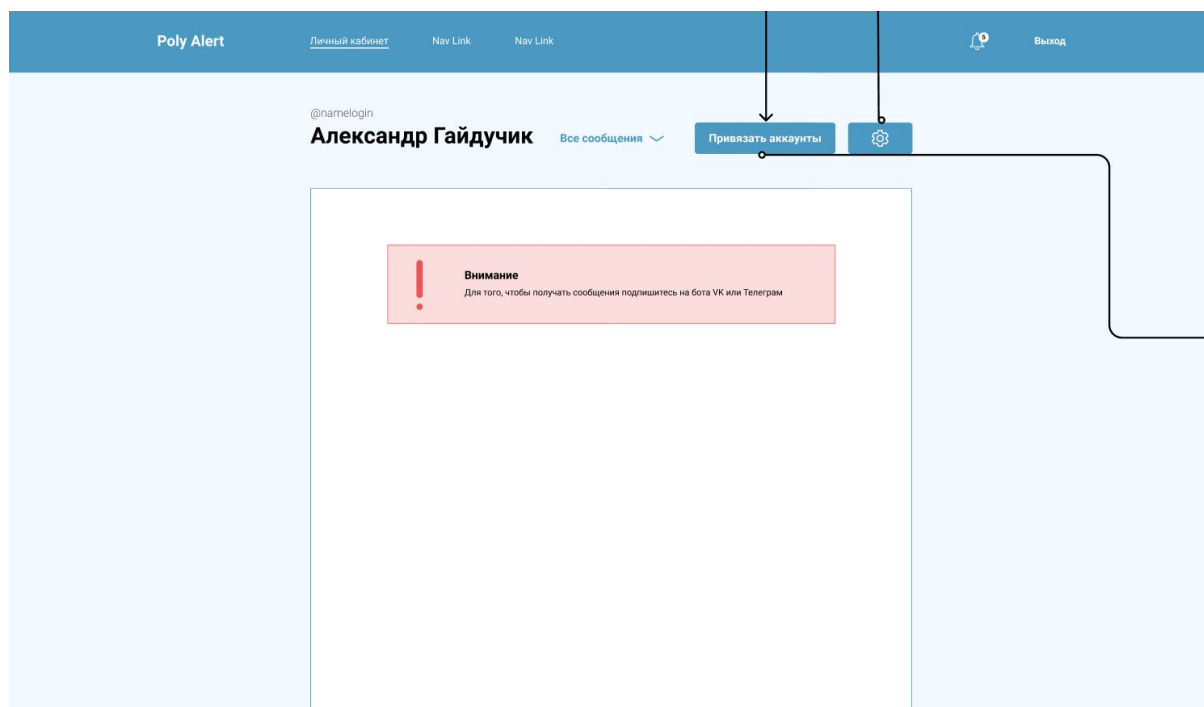 Poly Alert
Личный кабинет
Nav Link
Nav Link
5
Выход
@namelogin
Александр Гайдучик
Все сообщения
Привязать аккаунты
Внимание
Для того, чтобы получать сообщения подпишитесь на бота VK или Телеграм